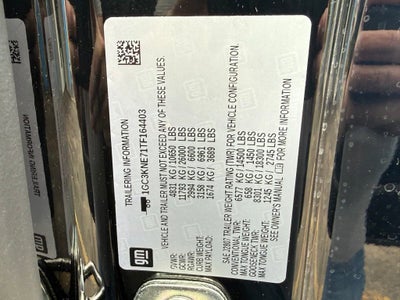 TRAILERING INFORMATION
1GC3KNE71TF164403
VEHICLE AND TRAILER MUST NOT EXCEED ANY OF THESE VALUES.
GVWR: 4831 KG / 10650 LBS
GCWR: 11793 KG / 26000 LBS
RGAWR: 2994 KG / 6600 LBS
CURB WEIGHT: 3158 KG / 6963 LBS
MAX PAYLOAD: 1674 KG / 3689 LBS
SAE J2807 TRAILER WEIGHT RATING (TWR) FOR VEHICLE CONFIGURATION.
CONVENTIONAL TWR: 6577 KG / 14500 LBS
MAX TONGUE WEIGHT: 658 KG / 1450 LBS
GOOSENECK TWR: 8301 KG / 18300 LBS
MAX TONGUE WEIGHT: 1245 KG / 2745 LBS
SEE OWNER'S MANUAL FOR MORE INFORMATION
gm